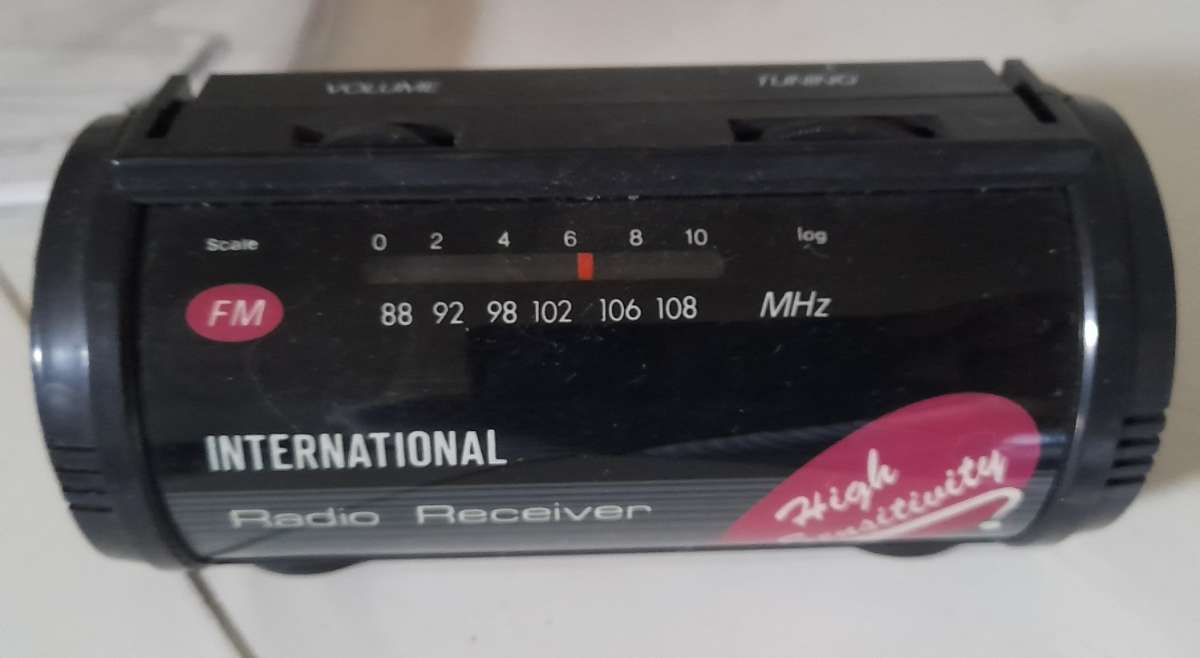 VOLUME TUNING
Scale 0 2 4 6 8 10 log
FM 88 92 98 102 106 108 MHz
INTERNATIONAL
Radio Receiver
High
Sensitivity